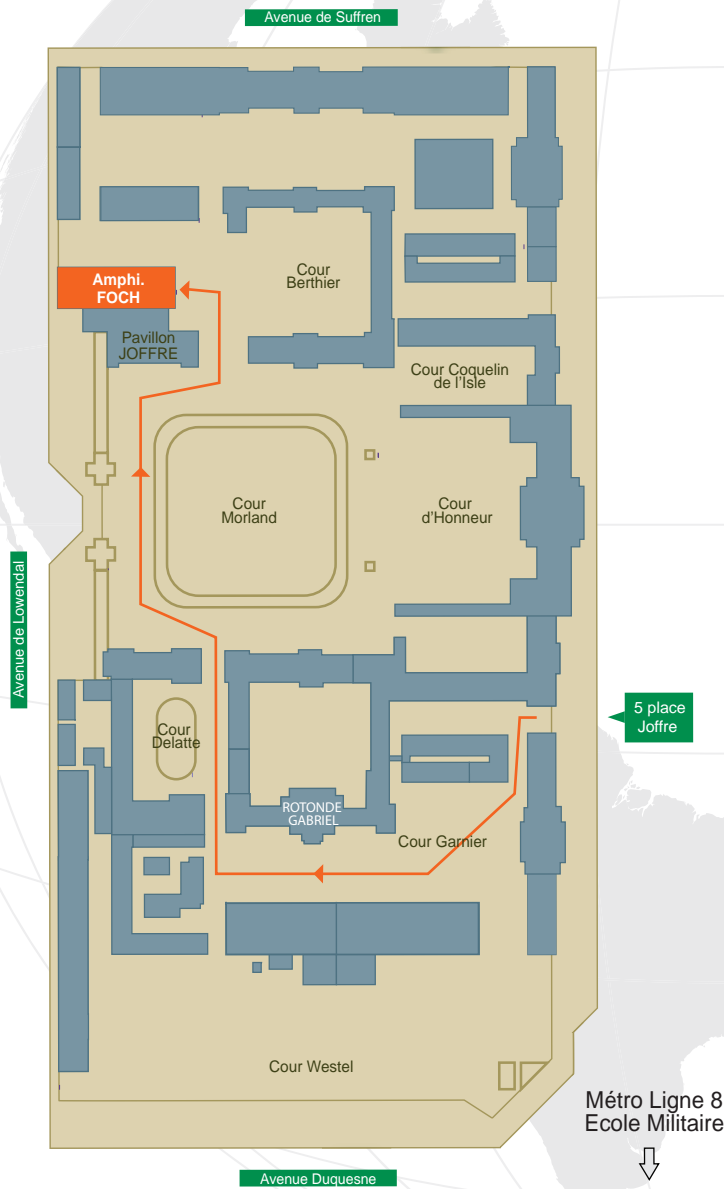 Avenue de Suffren
Amphi.
FOCH
Cour
Berthier
Pavillon
JOFFRE
Cour Coquelin
de l'Isle
Cour
Morland
Cour
d'Honneur
Avenue de Lowendal
5 place
Joffre
Cour
Delatte
ROTONDE
GABRIEL
Cour Garnier
Cour Westel
Métro Ligne 8
Ecole Militaire
Avenue Duquesne